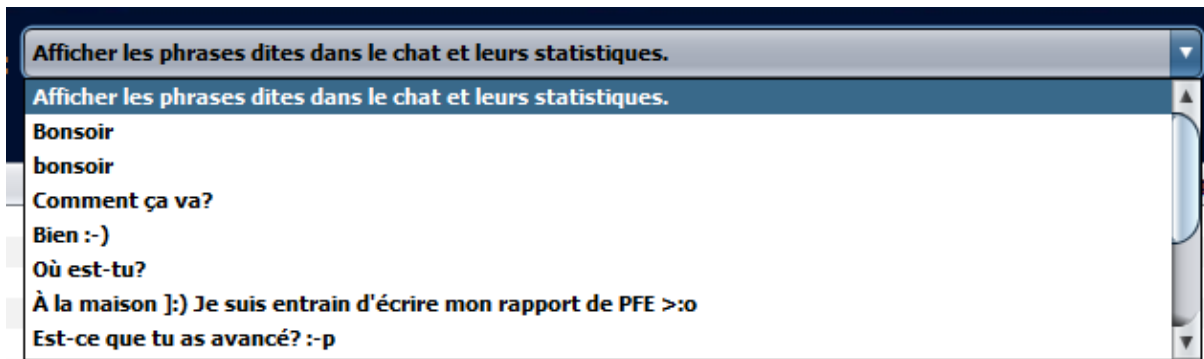 Afficher les phrases dites dans le chat et leurs statistiques.
Afficher les phrases dites dans le chat et leurs statistiques.
Bonsoir
bonsoir
Comment ça va?
Bien :-)
Où est-tu?
À la maison ]:) Je suis entrain d'écrire mon rapport de PFE >:o
Est-ce que tu as avancé? :-p